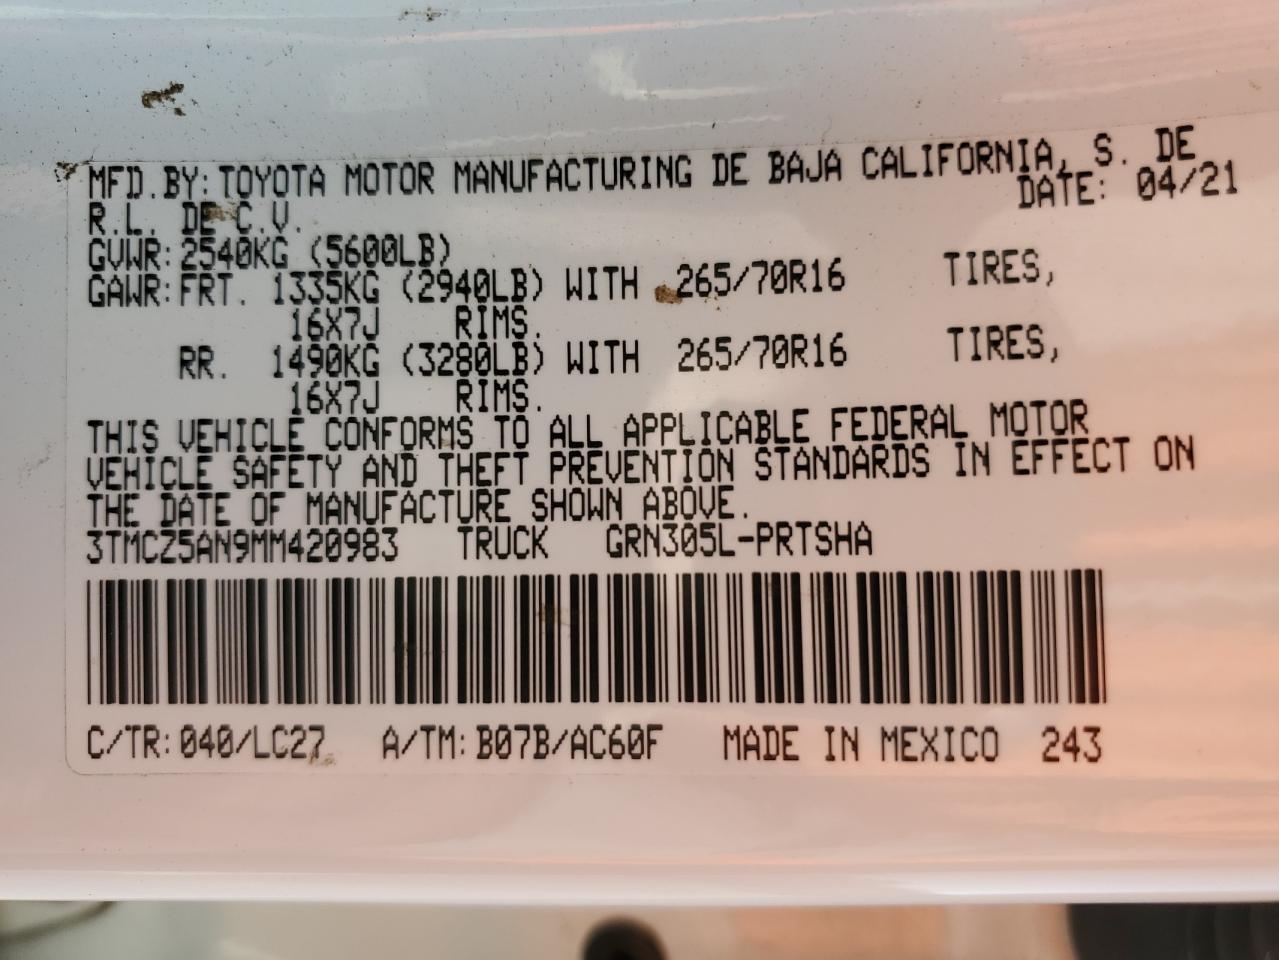 MFD.BY:TOYOTA MOTOR MANUFACTURING DE BAJA CALIFORNIA, S. DE
R.L. DE C.V. DATE: 04/21
GVWR:2540KG (5600LB)
GAWR:FRT. 1335KG (2940LB) WITH 265/70R16 TIRES,
16X7J RIMS.
RR. 1490KG (3280LB) WITH 265/70R16 TIRES,
16X7J RIMS.
THIS VEHICLE CONFORMS TO ALL APPLICABLE FEDERAL MOTOR
VEHICLE SAFETY AND THEFT PREVENTION STANDARDS IN EFFECT ON
THE DATE OF MANUFACTURE SHOWN ABOVE.
3TMCZ5AN9MM420983 TRUCK GRN305L-PRTSHA
C/TR:040/LC27 A/TM:B07B/AC60F MADE IN MEXICO 243